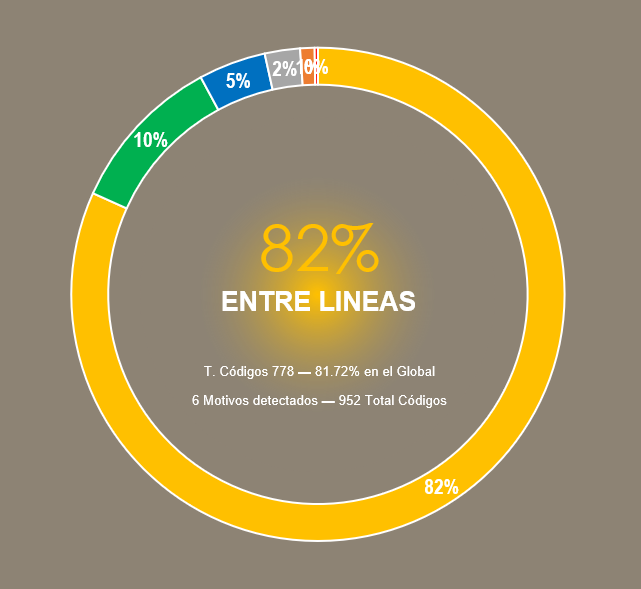 5%
2%
10%
82%
ENTRE LINEAS
T. Códigos 778 — 81.72% en el Global
6 Motivos detectados — 952 Total Códigos
82%